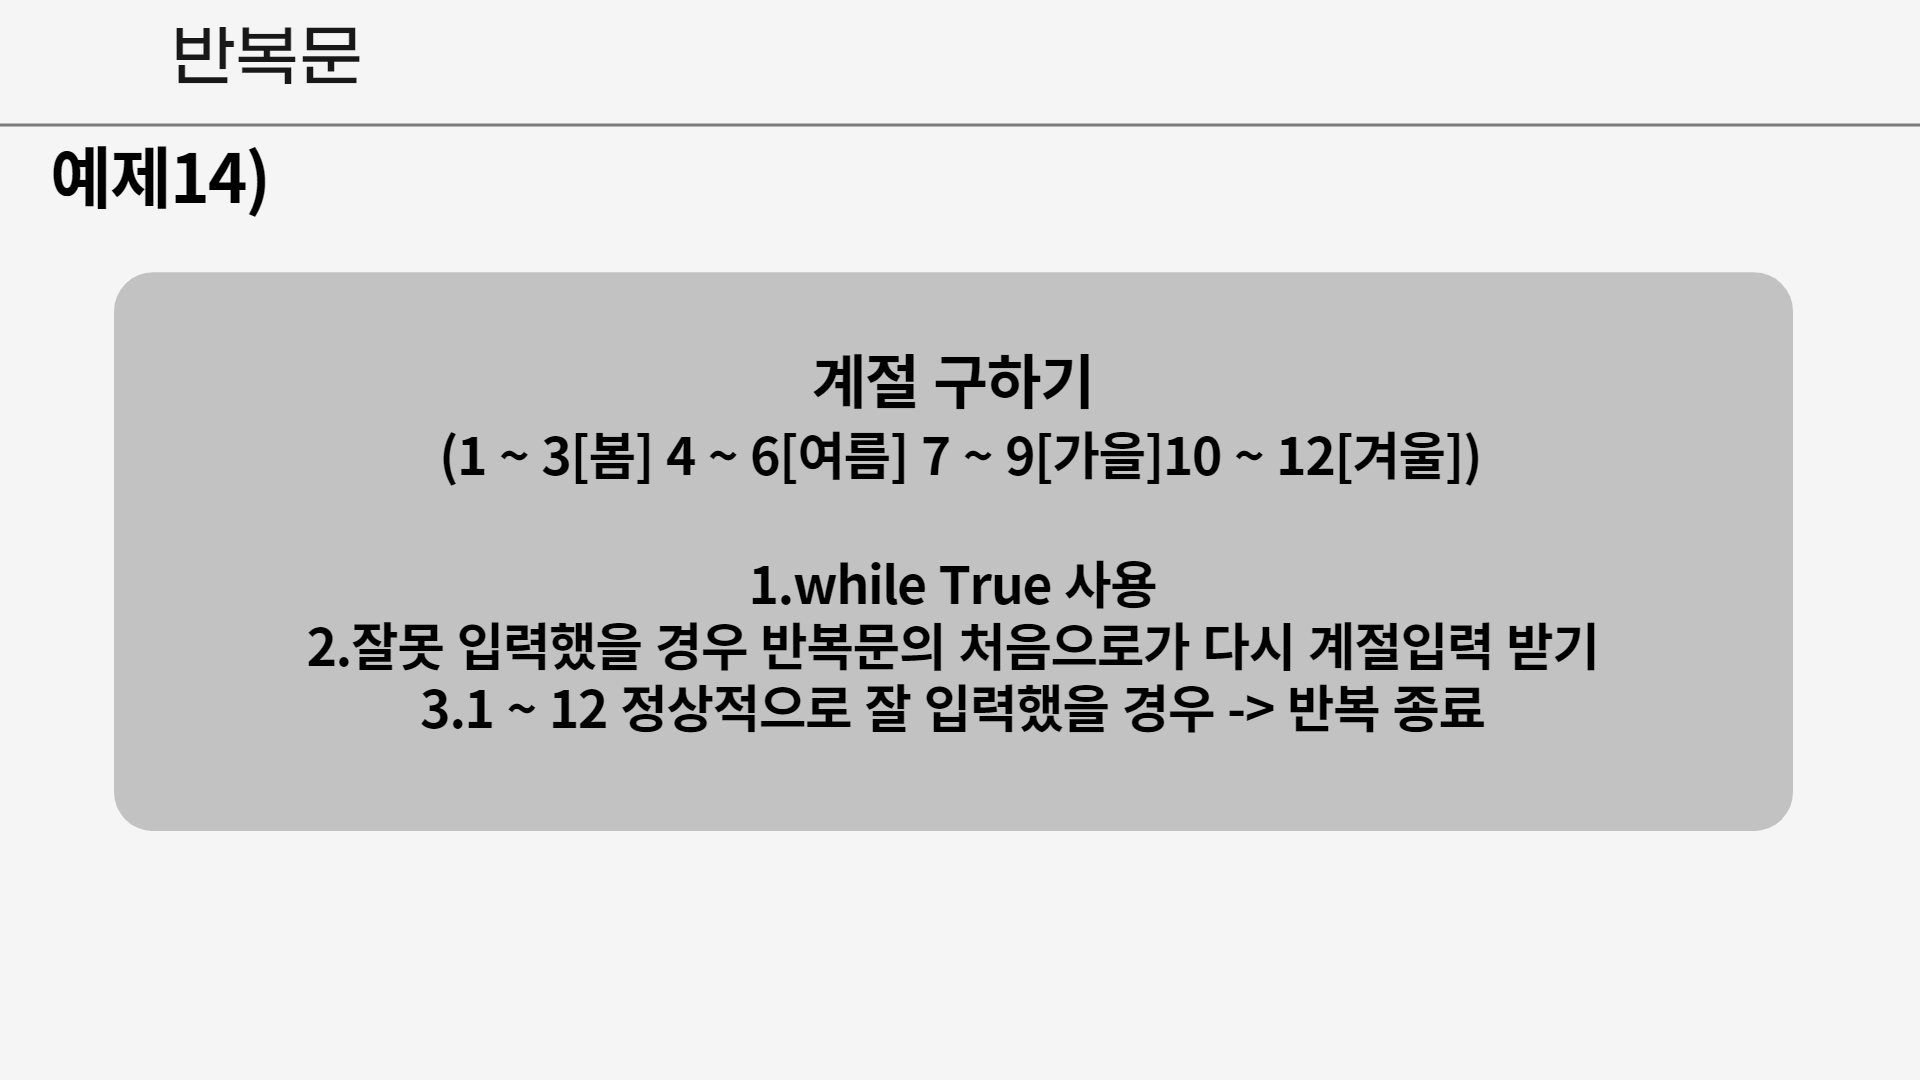 반복문
예제14)
계절 구하기
(1 ~ 3[봄] 4 ~ 6[여름] 7 ~ 9[가을]10 ~ 12[겨울])
1.while True 사용
2.잘못 입력했을 경우 반복문의 처음으로가 다시 계절입력 받기
3.1 ~ 12 정상적으로 잘 입력했을 경우 -> 반복 종료